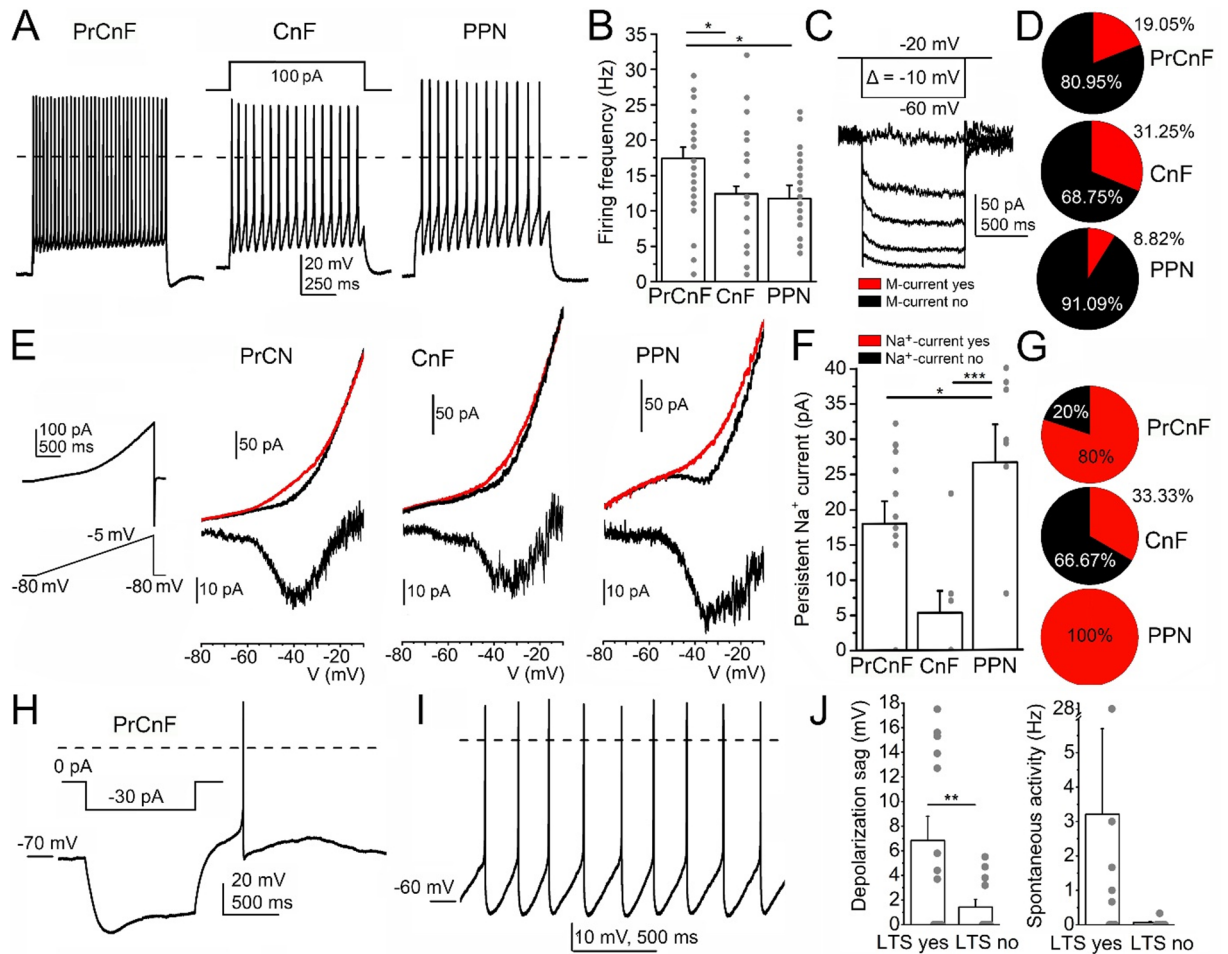 A
PrCnF
CnF
PPN
100 pA
20 mV
250 ms
B
*
*
Firing frequency (Hz)
35
30
25
20
15
10
5
0
PrCnF CnF PPN
C
-20 mV
Δ = -10 mV
-60 mV
50 pA
500 ms
M-current yes
M-current no
D
19.05%
PrCnF
80.95%
31.25%
CnF
68.75%
8.82%
PPN
91.09%
E
100 pA
500 ms
-5 mV
-80 mV
-80 mV
PrCN
50 pA
10 pA
-80 -60 -40 -20
V (mV)
CnF
50 pA
10 pA
-80 -60 -40 -20
V (mV)
PPN
50 pA
10 pA
-80 -60 -40 -20
V (mV)
F
Na+-current yes
Na+-current no
***
*
Persistent Na+ current (pA)
40
35
30
25
20
15
10
5
0
PrCnF CnF PPN
G
20%
PrCnF
80%
33.33%
CnF
66.67%
PPN
100%
H
PrCnF
0 pA
-30 pA
-70 mV
20 mV
500 ms
I
-60 mV
10 mV, 500 ms
J
Depolarization sag (mV)
18
16
14
12
10
8
6
4
2
0
**
LTS yes LTS no
Spontaneous activity (Hz)
28
5
4
3
2
1
0
LTS yes LTS no